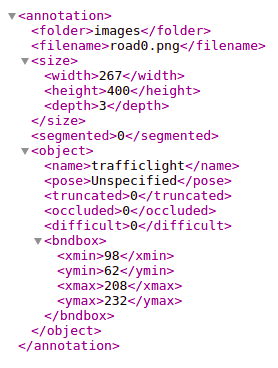 <annotation>
<folder>images</folder>
<filename>road0.png</filename>
<size>
<width>267</width>
<height>400</height>
<depth>3</depth>
</size>
<segmented>0</segmented>
<object>
<name>trafficlight</name>
<pose>Unspecified</pose>
<truncated>0</truncated>
<occluded>0</occluded>
<difficult>0</difficult>
<bndbox>
<xmin>98</xmin>
<ymin>62</ymin>
<xmax>208</xmax>
<ymax>232</ymax>
</bndbox>
</object>
</annotation>